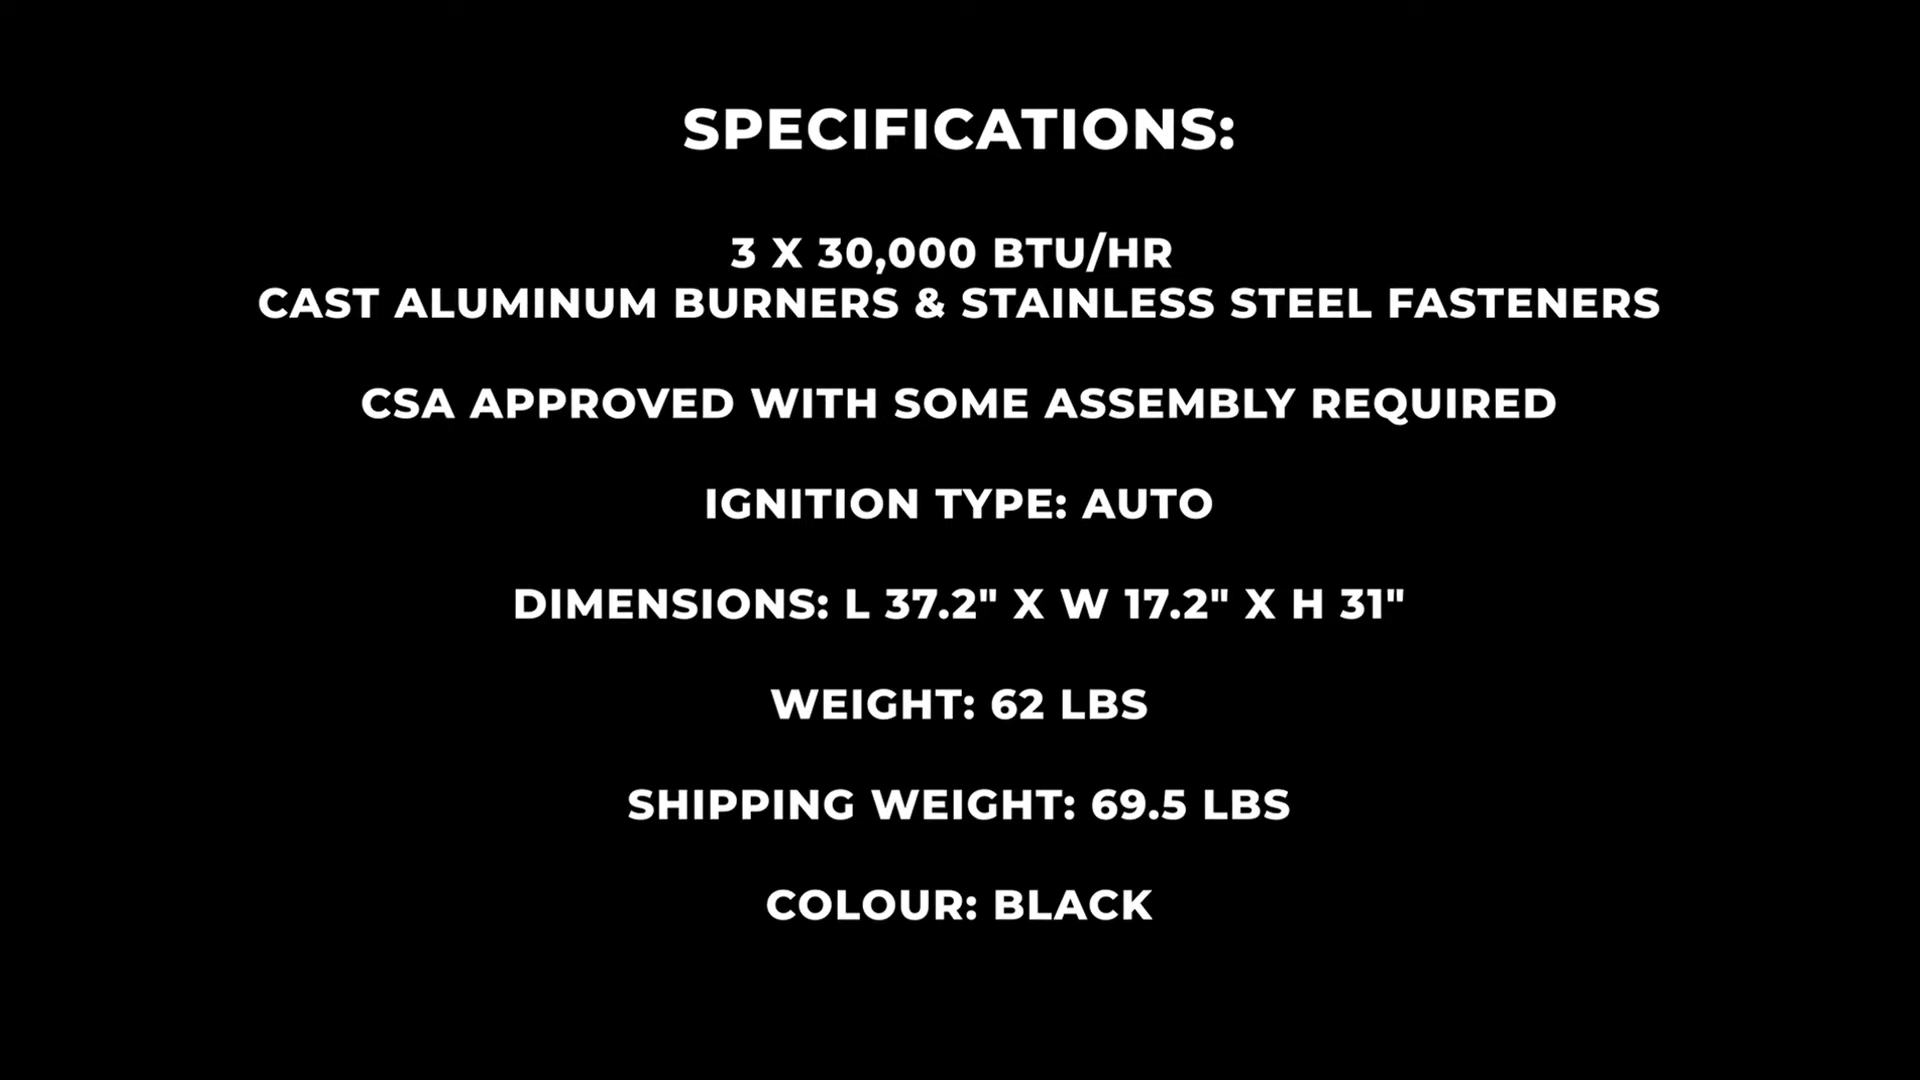 SPECIFICATIONS:
3 X 30,000 BTU/HR
CAST ALUMINUM BURNERS & STAINLESS STEEL FASTENERS
CSA APPROVED WITH SOME ASSEMBLY REQUIRED
IGNITION TYPE: AUTO
DIMENSIONS: L 37.2" X W 17.2" X H 31"
WEIGHT: 62 LBS
SHIPPING WEIGHT: 69.5 LBS
COLOUR: BLACK